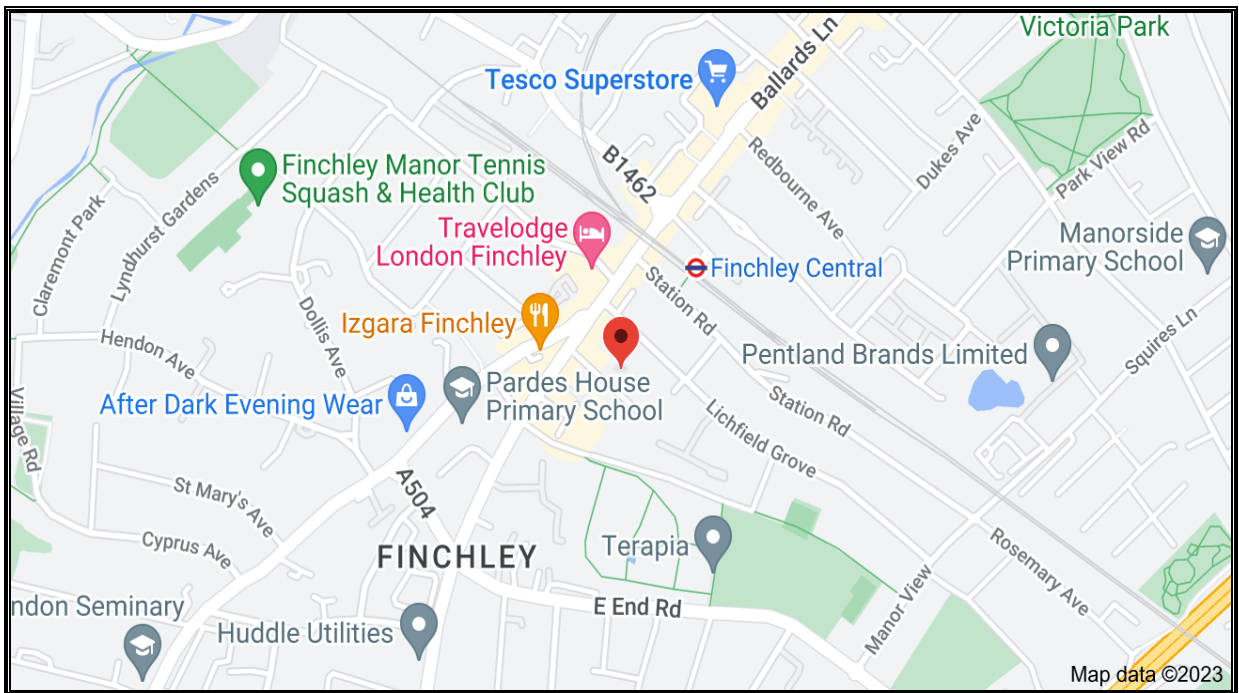 Victoria Park
Ballards Ln
Tesco Superstore
Dukes Ave
Park View Rd
Redbourne Ave
B1462
Finchley Manor Tennis
Squash & Health Club
Lyndhurst Gardens
Claremont Park
Travelodge
London Finchley
Manorside
Primary School
Finchley Central
Station Rd
Dollis Ave
Izgara Finchley
Hendon Ave
Squires Ln
Pentland Brands Limited
Pardes House
Primary School
After Dark Evening Wear
Village Rd
Station Rd
Lichfield Grove
A504
St Mary's Ave
Cyprus Ave
FINCHLEY
Terapia
Rosemary Ave
Manor View
E End Rd
ndon Seminary
Huddle Utilities
Map data ©2023